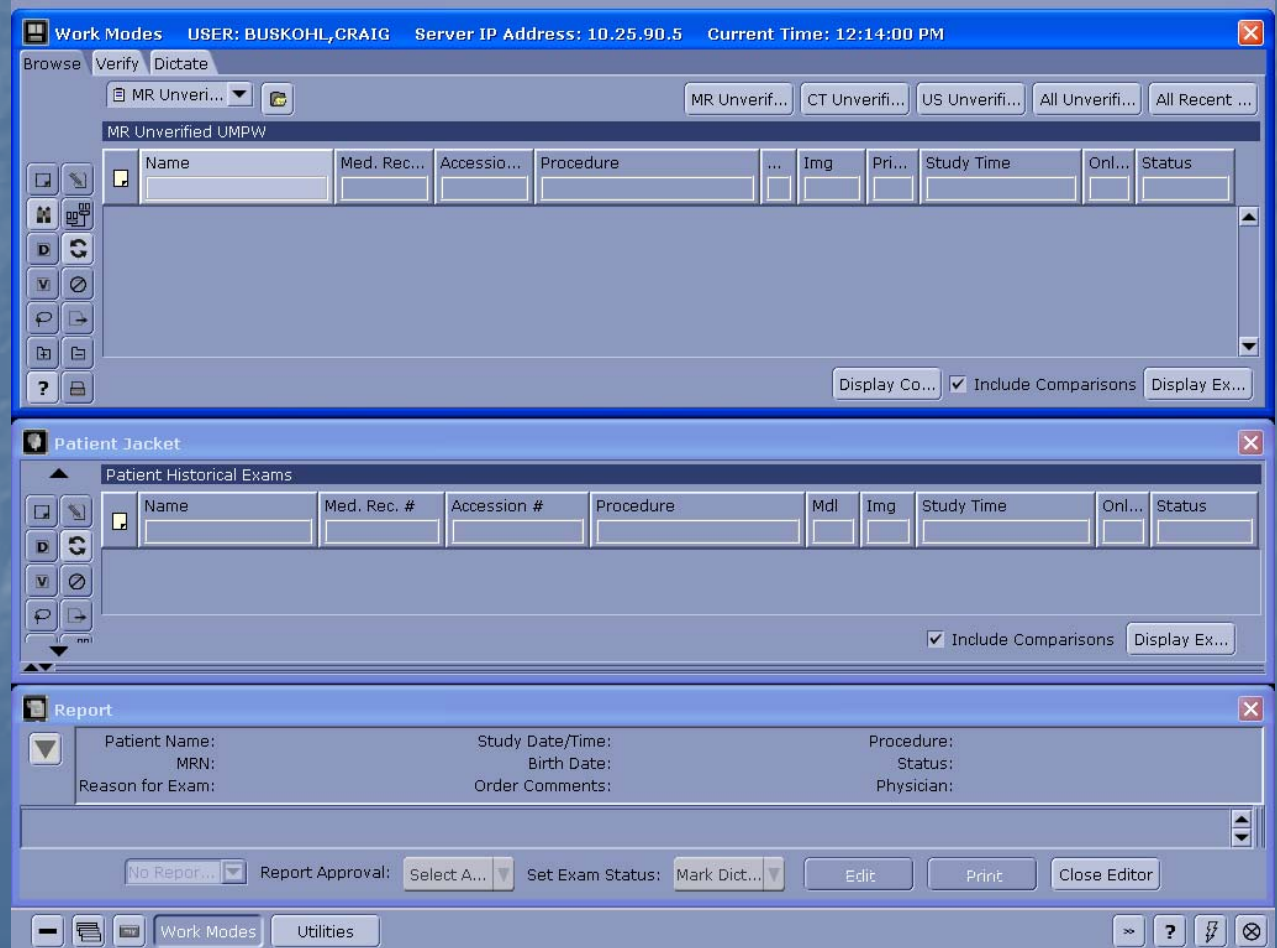 Work Modes USER: BUSKOHL,CRAIG Server IP Address: 10.25.90.5 Current Time: 12:14:00 PM
Browse Verify Dictate
MR Unveri... MR Unverif... CT Unverifi... US Unverifi... All Unverifi... All Recent ...
MR Unverified UMPW
Name Med. Rec... Accessio... Procedure ... Img Pri... Study Time Onl... Status
D
V
?
Display Co... Include Comparisons Display Ex...
Patient Jacket
Patient Historical Exams
Name Med. Rec. # Accession # Procedure Mdl Img Study Time Onl... Status
D
V
Include Comparisons Display Ex...
Report
Patient Name: Study Date/Time: Procedure:
MRN: Birth Date: Status:
Reason for Exam: Order Comments: Physician:
No Repor... Report Approval: Select A... Set Exam Status: Mark Dict... Edit Print Close Editor
Work Modes Utilities » ?